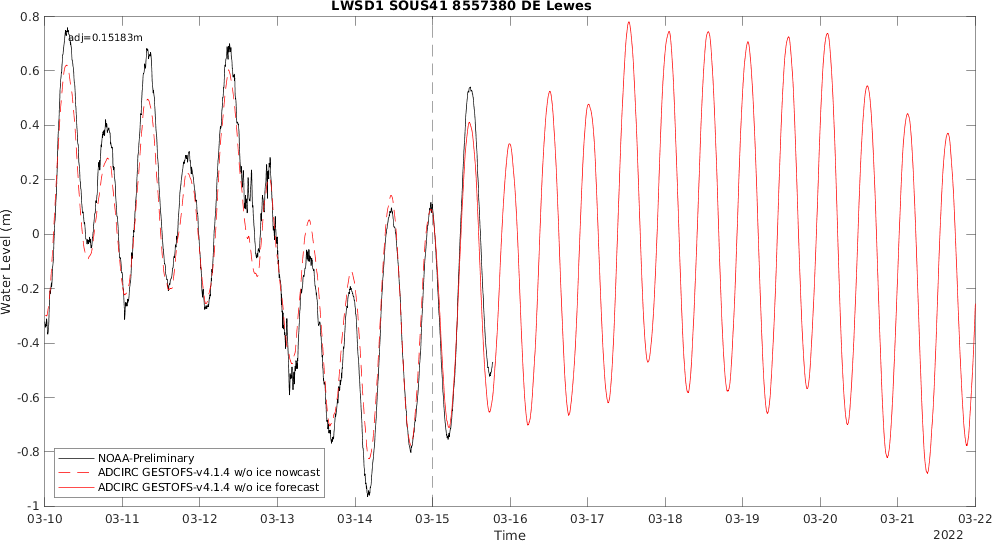 LWSD1 SOUS41 8557380 DE Lewes
adj=0.15183m
Water Level (m)
0.8
0.6
0.4
0.2
0
-0.2
-0.4
-0.6
-0.8
-1
NOAA-Preliminary
ADCIRC GESTOFS-v4.1.4 w/o ice nowcast
ADCIRC GESTOFS-v4.1.4 w/o ice forecast
03-10 03-11 03-12 03-13 03-14 03-15 03-16 03-17 03-18 03-19 03-20 03-21 03-22
Time
2022